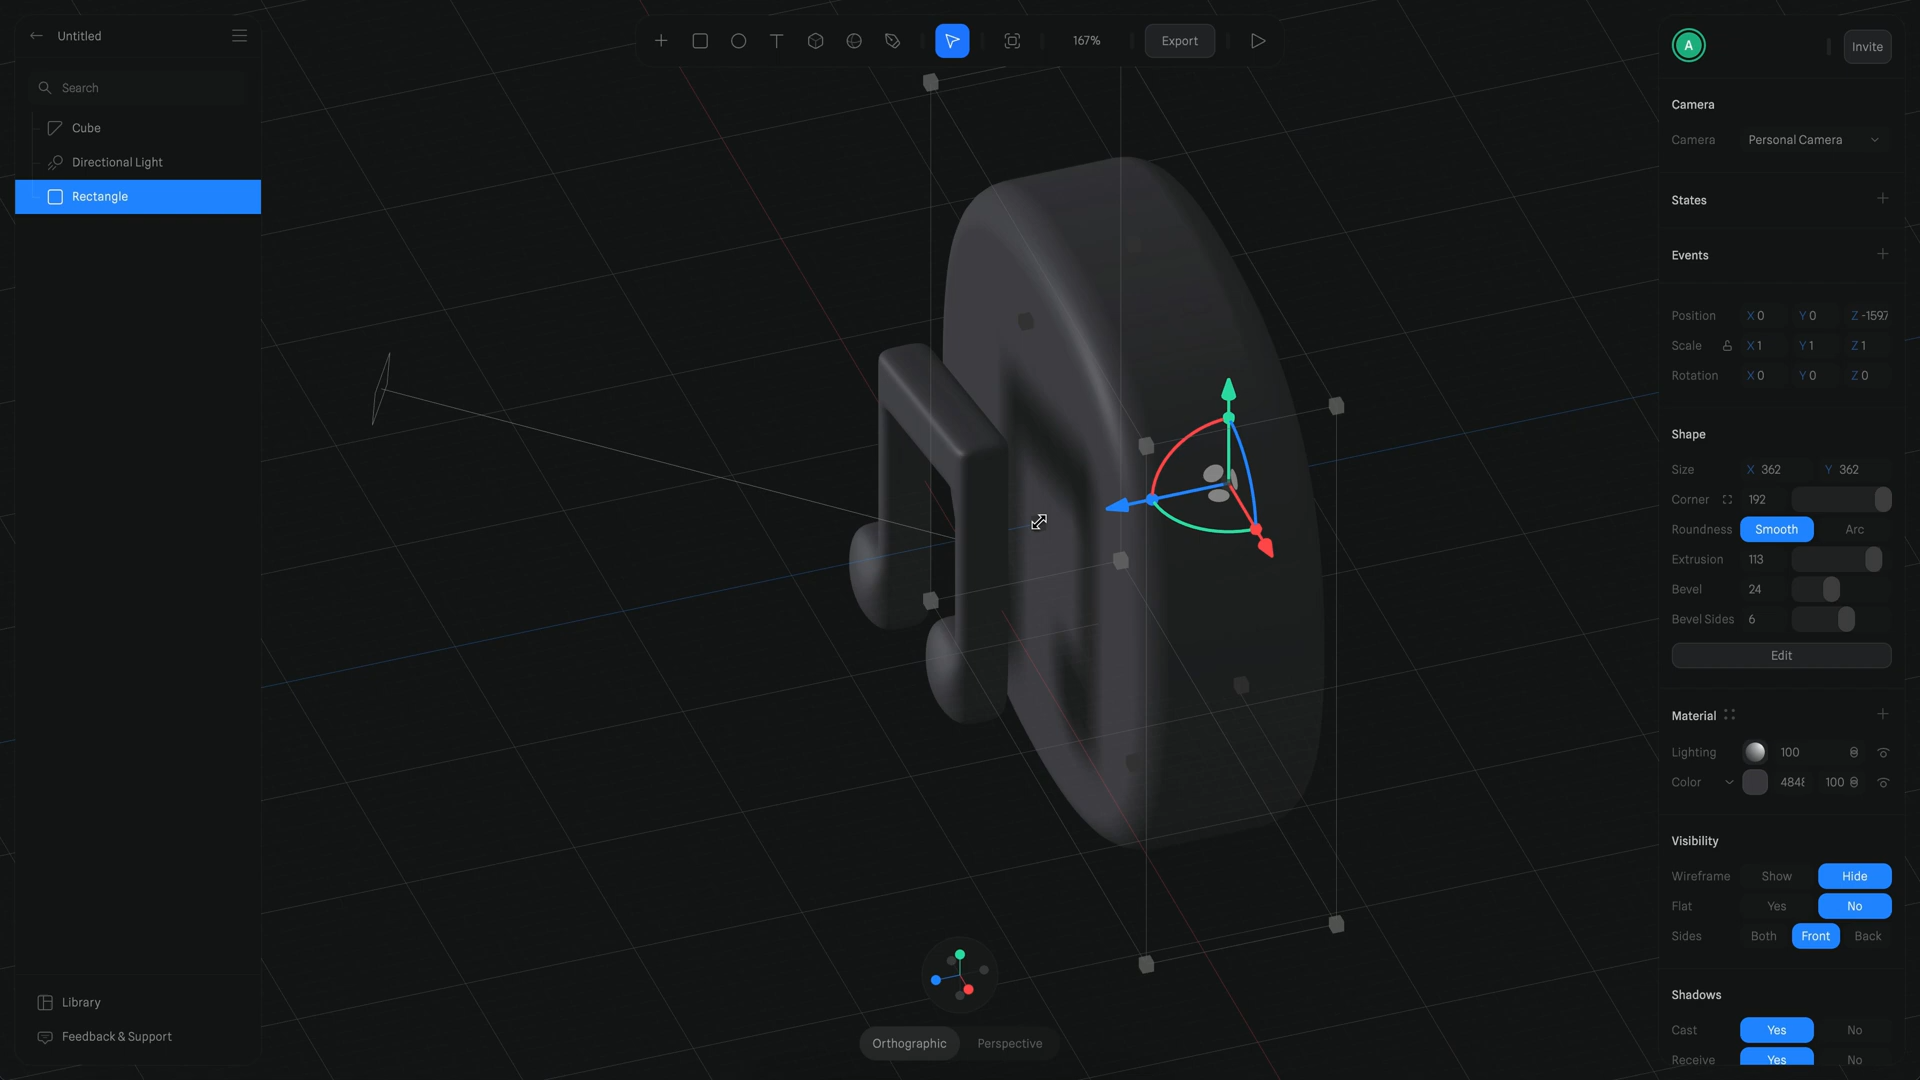 Untitled
Search
Cube
Directional Light
Rectangle
Library
Feedback & Support
167%
Export
Orthographic
Perspective
A
Invite
Camera
Camera Personal Camera
States
Events
Position X 0 Y 0 Z -159.7
Scale X 1 Y 1 Z 1
Rotation X 0 Y 0 Z 0
Shape
Size X 362 Y 362
Corner 192
Roundness Smooth Arc
Extrusion 113
Bevel 24
Bevel Sides 6
Edit
Material
Lighting 100
Color 4848 100
Visibility
Wireframe Show Hide
Flat Yes No
Sides Both Front Back
Shadows
Cast Yes No
Receive Yes No